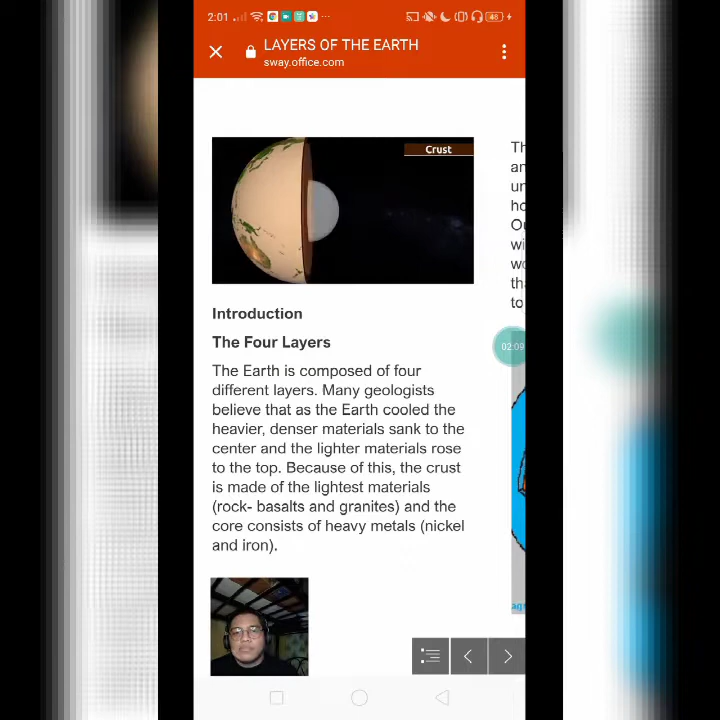 2:01
48
LAYERS OF THE EARTH
sway.office.com
Crust
Introduction
The Four Layers
The Earth is composed of four
different layers. Many geologists
believe that as the Earth cooled the
heavier, denser materials sank to the
center and the lighter materials rose
to the top. Because of this, the crust
is made of the lightest materials
(rock- basalts and granites) and the
core consists of heavy metals (nickel
and iron).
02:09